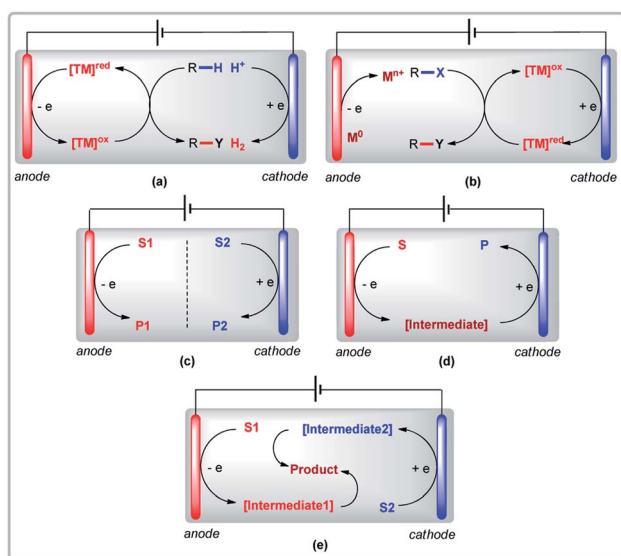 [TM]red R—H H+
- e + e
[TM]ox R—Y H2
anode cathode
(a)
Mn+ R—X [TM]ox
- e + e
M0 R—Y [TM]red
anode cathode
(b)
S1 S2
- e + e
P1 P2
anode cathode
(c)
S P
- e + e
[Intermediate]
anode cathode
(d)
S1 [Intermediate2]
- e Product + e
[Intermediate1] S2
anode cathode
(e)